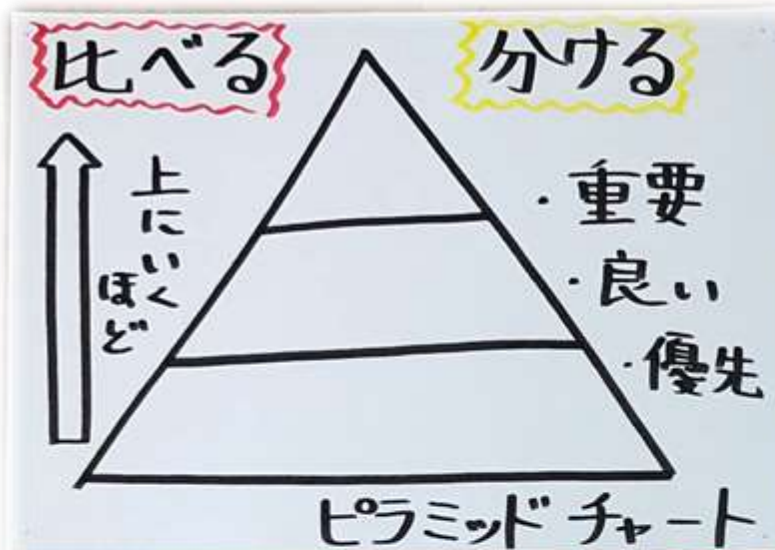 比べる
分ける
上にいく
ほど
・重要
・良い
・優先
ピラミッドチャート